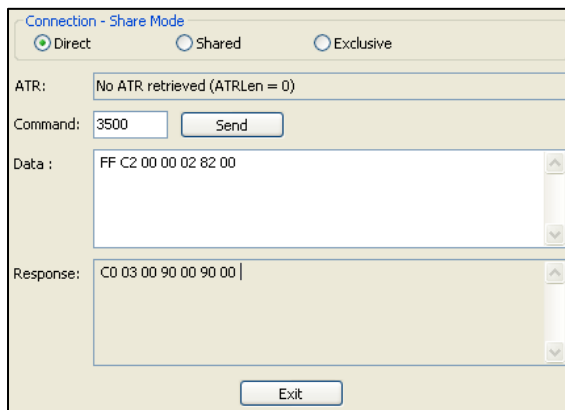 Connection - Share Mode
Direct Shared Exclusive
ATR: No ATR retrieved (ATRLen = 0)
Command: 3500 Send
Data : FF C2 00 00 02 82 00
Response: C0 03 00 90 00 90 00
Exit